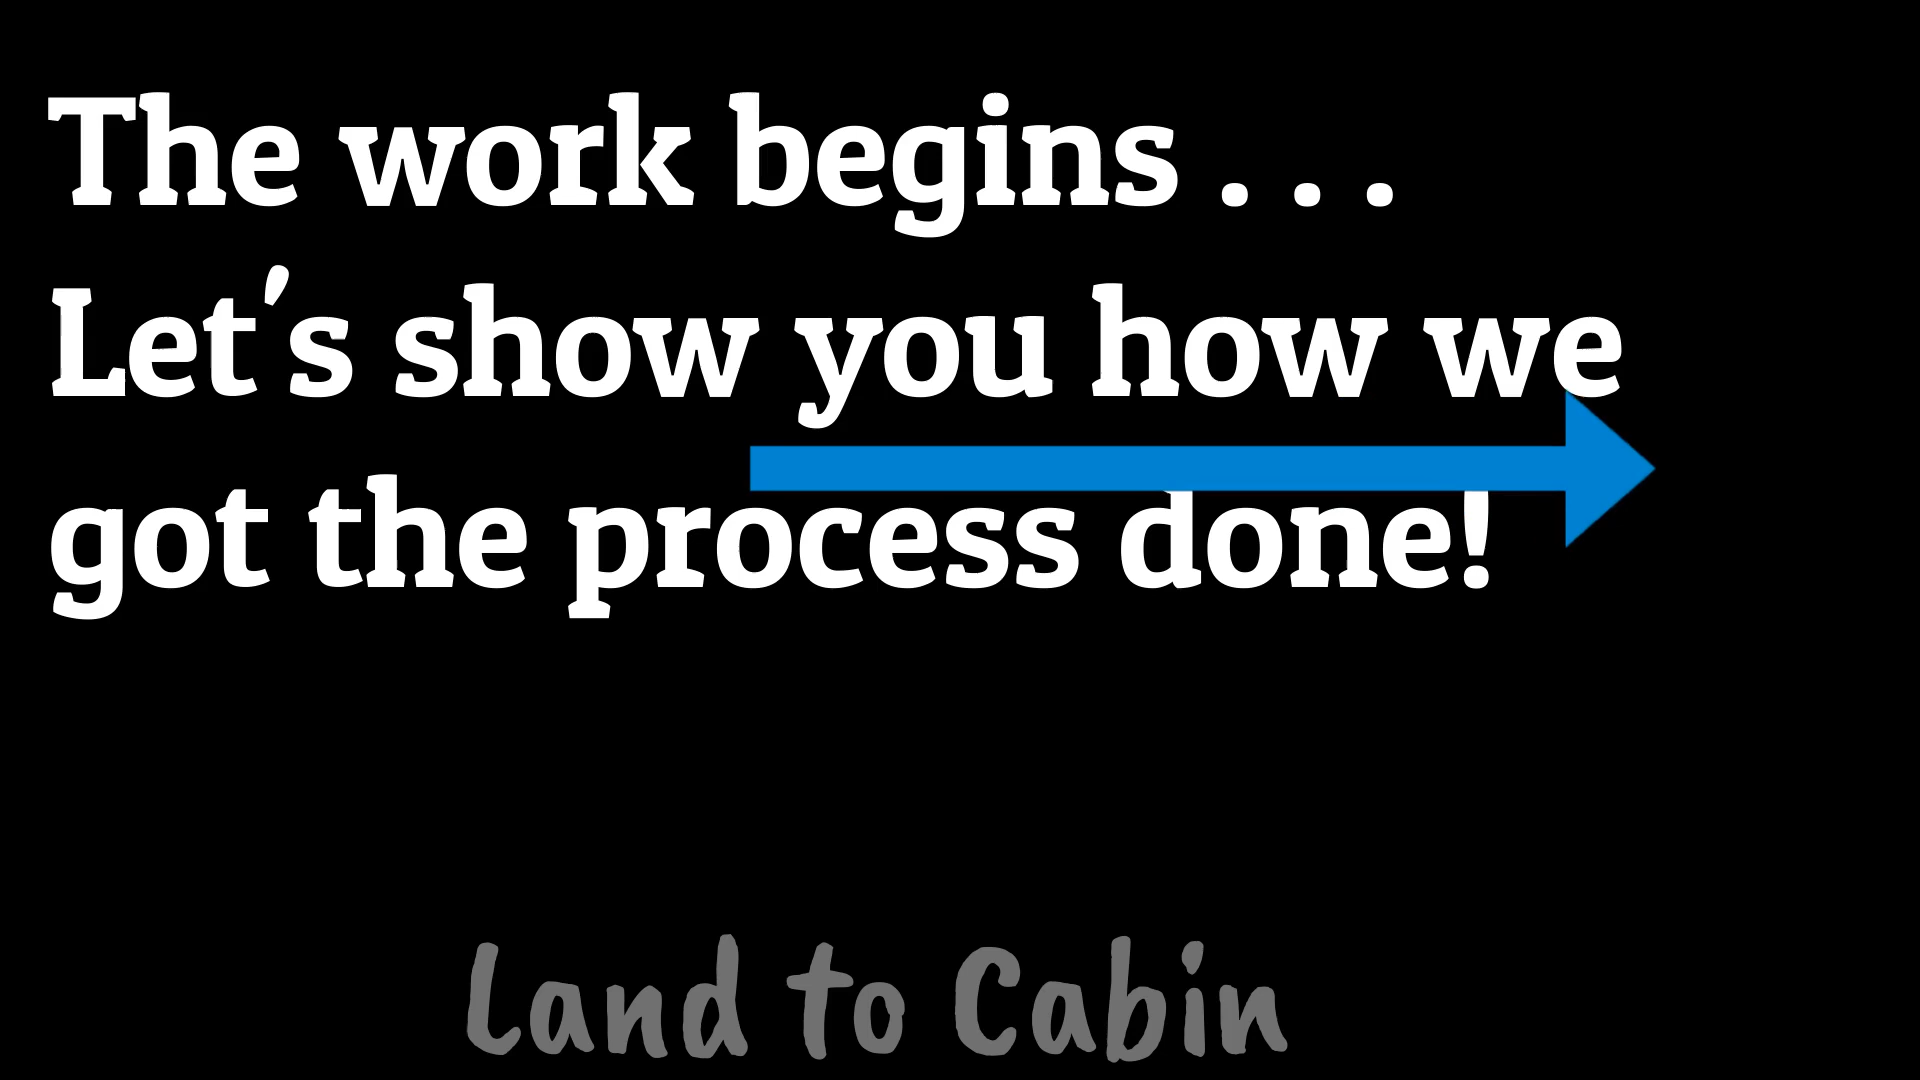 The work begins . . .
Let's show you how we
got the process done!
Land to Cabin